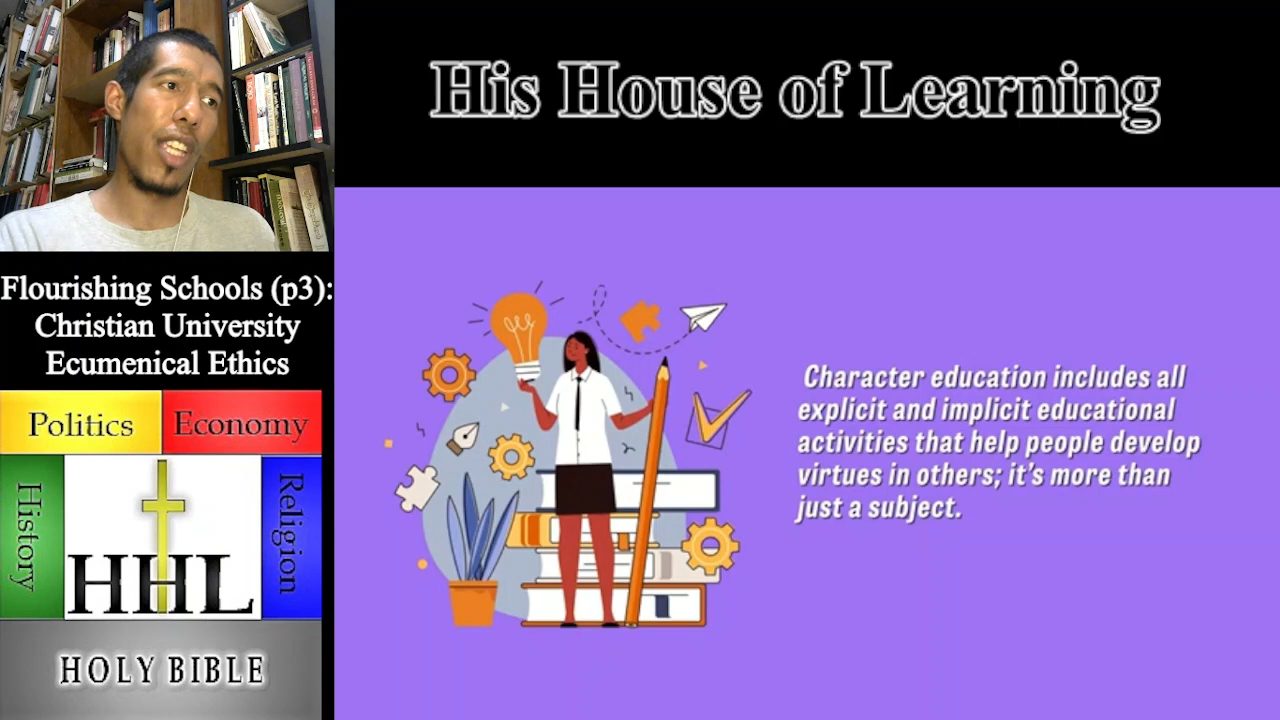 His House of Learning
Flourishing Schools (p3):
Christian University
Ecumenical Ethics
Politics
Economy
History
Religion
HHL
HOLY BIBLE
Character education includes all
explicit and implicit educational
activities that help people develop
virtues in others; it's more than
just a subject.